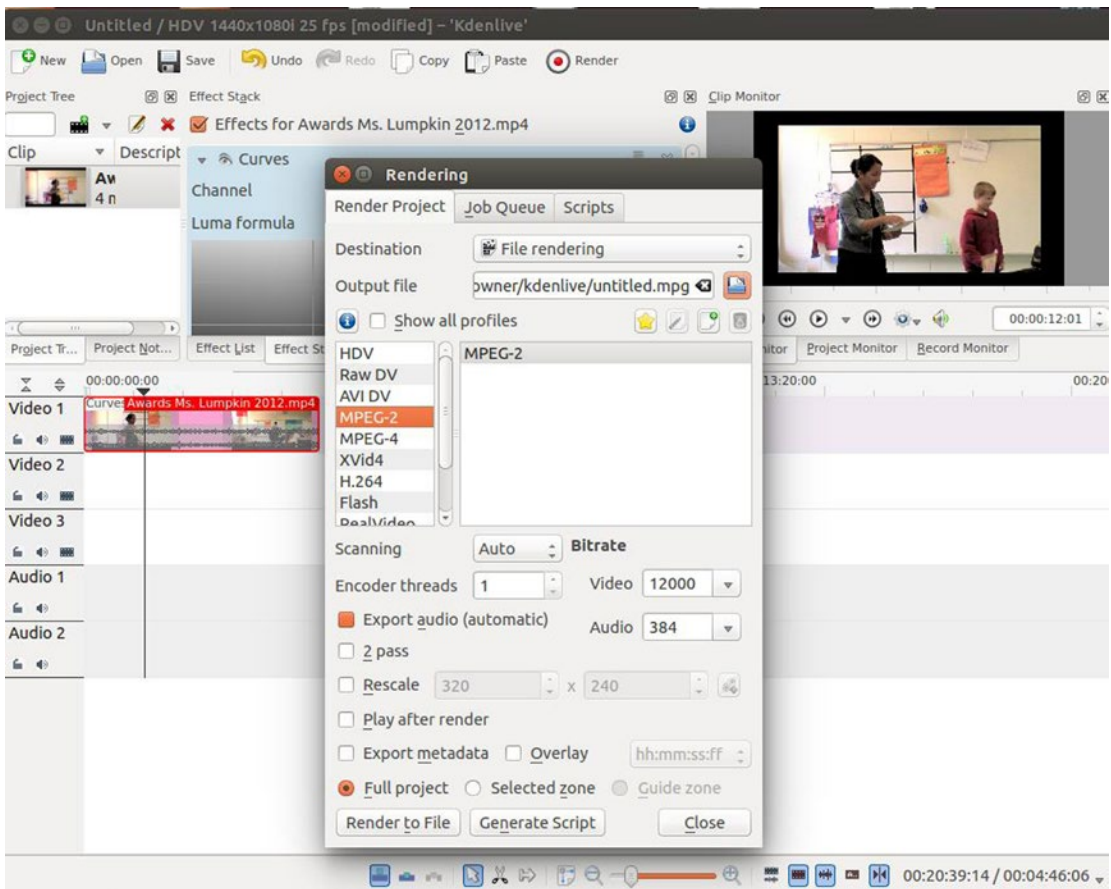 Untitled / HDV 1440x1080i 25 fps [modified] – 'Kdenlive'
New Open Save Undo Redo Copy Paste Render
Project Tree
Effect Stack
Clip Monitor
Effects for Awards Ms. Lumpkin 2012.mp4
Clip Descript
Aw
4 n
Curves
Channel
Luma formula
Rendering
Render Project Job Queue Scripts
Destination File rendering
Output file owner/kdenlive/untitled.mpg
Show all profiles
HDV
Raw DV
AVI DV
MPEG-2
MPEG-4
XVid4
H.264
Flash
RealVideo
MPEG-2
Scanning Auto
Bitrate
Encoder threads 1
Video 12000
Export audio (automatic)
Audio 384
2 pass
Rescale 320 x 240
Play after render
Export metadata Overlay hh:mm:ss:ff
Full project Selected zone Guide zone
Render to File Generate Script Close
00:00:12:01
Project Tr... Project Not... Effect List Effect St
itor Project Monitor Record Monitor
00:00:00:00
13:20:00
00:20
Video 1
Curves Awards Ms. Lumpkin 2012.mp4
Video 2
Video 3
Audio 1
Audio 2
00:20:39:14 / 00:04:46:06